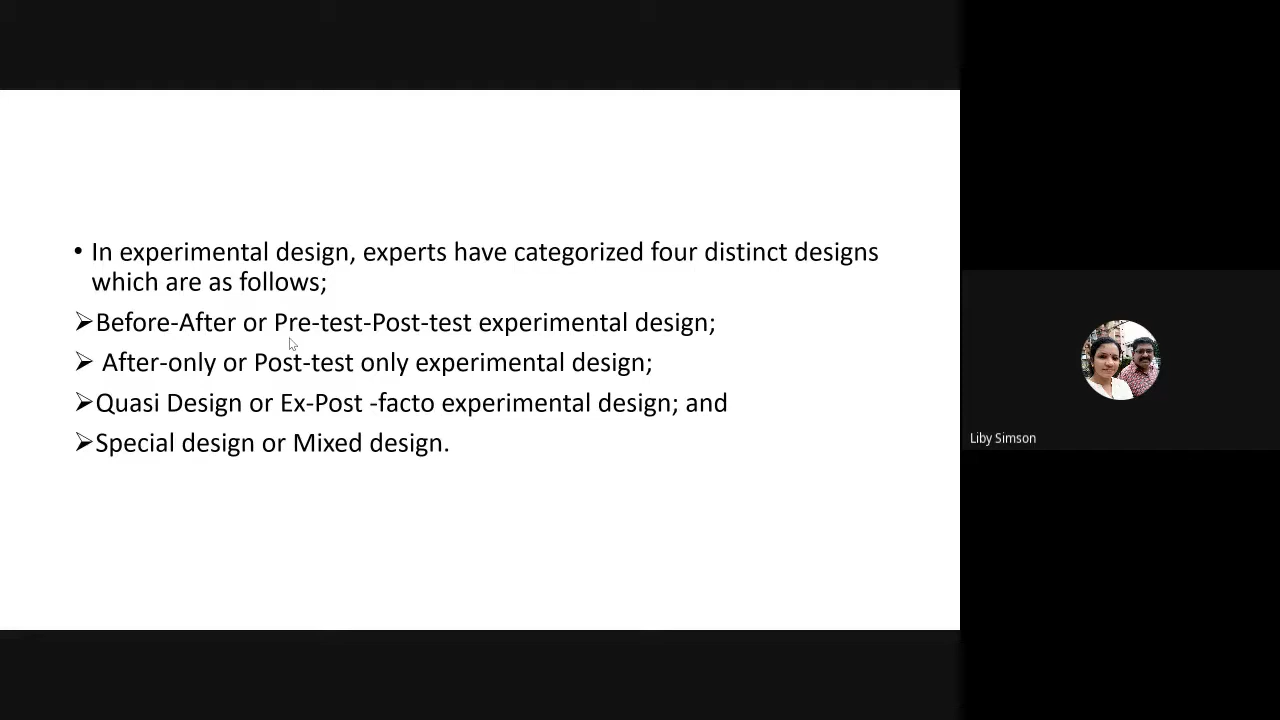 • In experimental design, experts have categorized four distinct designs
which are as follows;
➢Before-After or Pre-test-Post-test experimental design;
➢ After-only or Post-test only experimental design;
➢Quasi Design or Ex-Post -facto experimental design; and
➢Special design or Mixed design.
Liby Simson